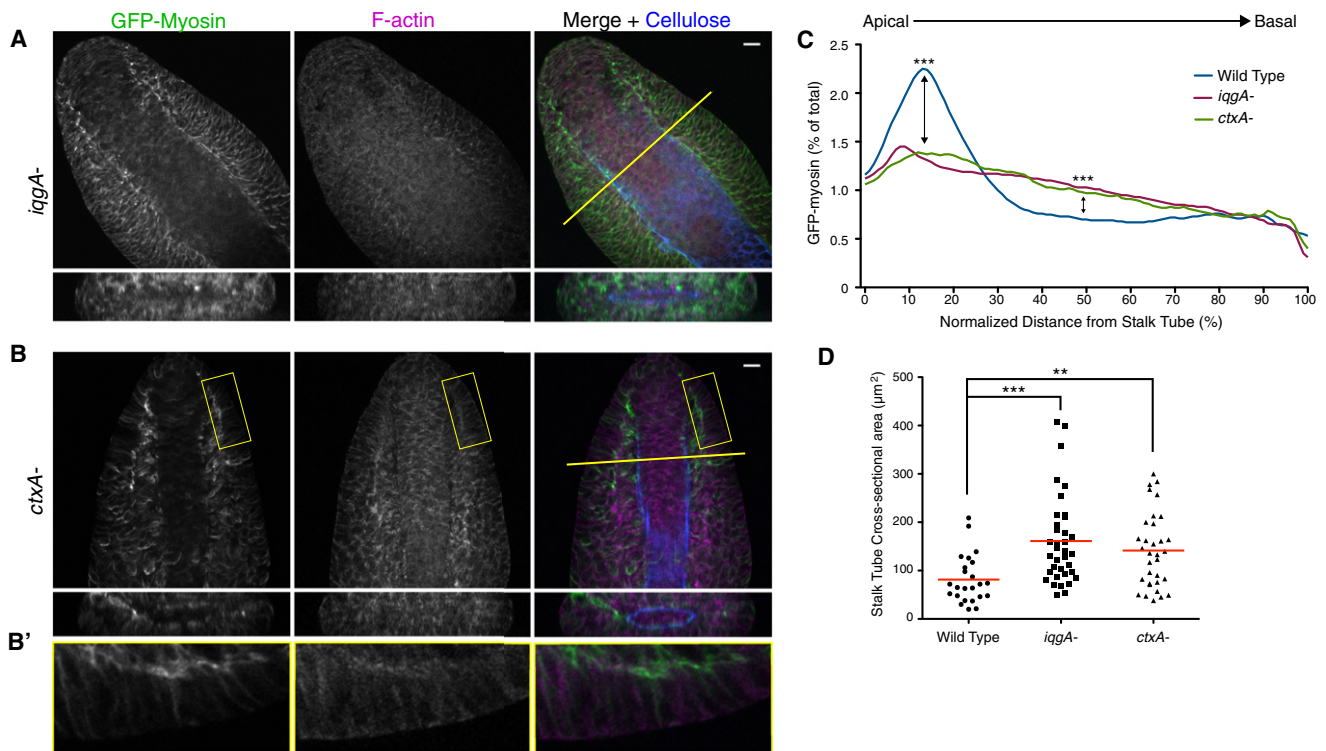 GFP-Myosin
F-actin
Merge + Cellulose
A
iqgA-
B
ctxA-
B'
Apical
Basal
C
2.5
2.0
1.5
1.0
0.5
0
GFP-myosin (% of total)
***
***
Wild Type
iqgA-
ctxA-
0 10 20 30 40 50 60 70 80 90 100
Normalized Distance from Stalk Tube (%)
D
500
400
300
200
100
0
Stalk Tube Cross-sectional area (µm²)
**
***
Wild Type iqgA- ctxA-